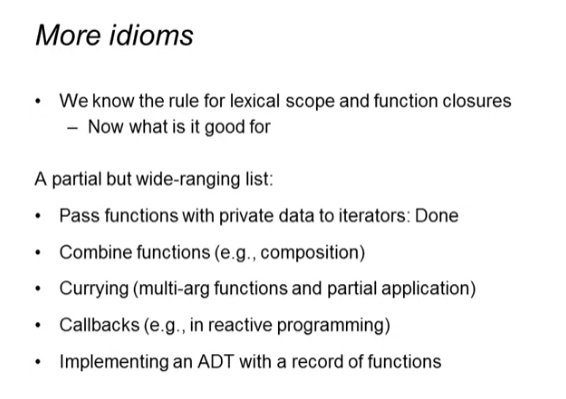 More idioms
• We know the rule for lexical scope and function closures
– Now what is it good for
A partial but wide-ranging list:
• Pass functions with private data to iterators: Done
• Combine functions (e.g., composition)
• Currying (multi-arg functions and partial application)
• Callbacks (e.g., in reactive programming)
• Implementing an ADT with a record of functions